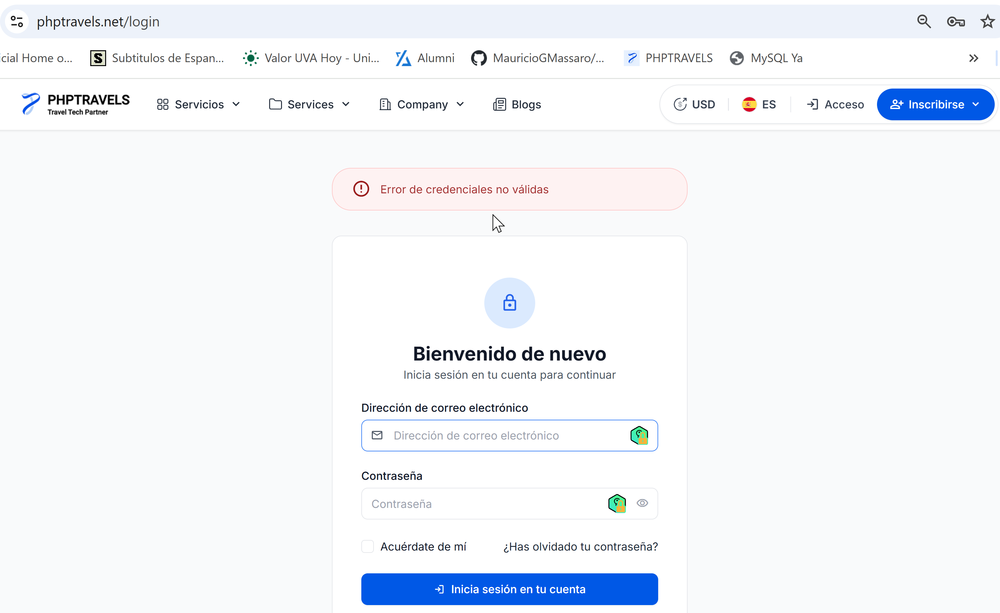 phptravels.net/login
icial Home o...
Subtitulos de Espan...
Valor UVA Hoy - Uni...
Alumni
MauricioGMassaro/...
PHPTRAVELS
MySQL Ya
PHPTRAVELS
Travel Tech Partner
Servicios
Services
Company
Blogs
USD
ES
Acceso
Inscribirse
Error de credenciales no válidas
Bienvenido de nuevo
Inicia sesión en tu cuenta para continuar
Dirección de correo electrónico
Dirección de correo electrónico
Contraseña
Contraseña
Acuérdate de mí
¿Has olvidado tu contraseña?
Inicia sesión en tu cuenta